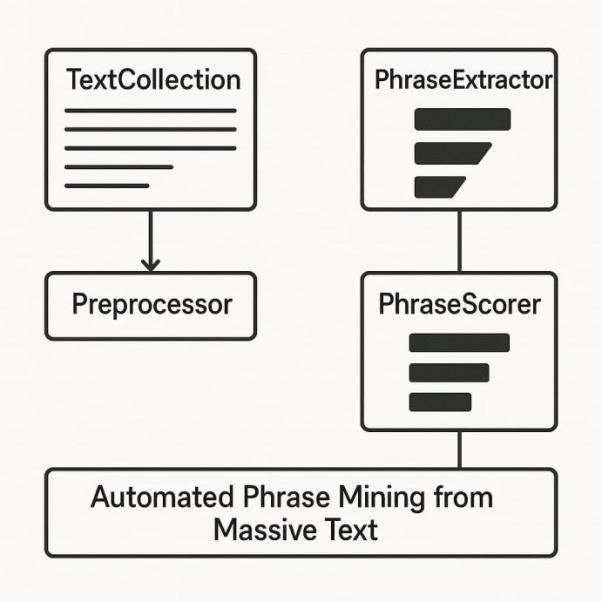 TextCollection
Preprocessor
PhraseExtractor
PhraseScorer
Automated Phrase Mining from
Massive Text